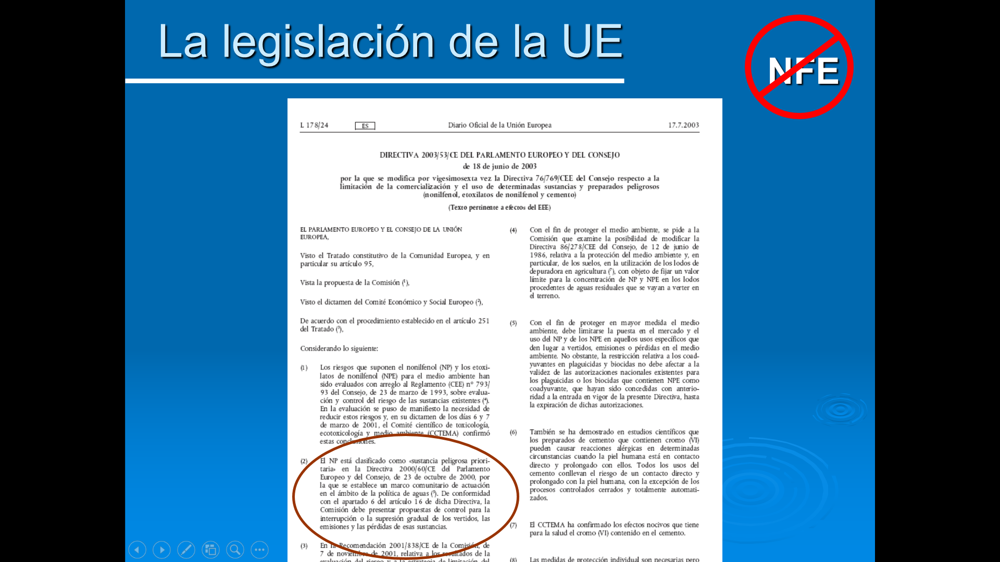 La legislación de la UE
NFE
L 178/24 ES Diario Oficial de la Unión Europea 17.7.2003
DIRECTIVA 2003/53/CE DEL PARLAMENTO EUROPEO Y DEL CONSEJO
de 18 de junio de 2003
por la que se modifica por vigesimosexta vez la Directiva 76/769/CEE del Consejo respecto a la
limitación de la comercialización y el uso de determinadas sustancias y preparados peligrosos
(nonilfenol, etoxilatos de nonilfenol y cemento)
(Texto pertinente a efectos del EEE)
EL PARLAMENTO EUROPEO Y EL CONSEJO DE LA UNIÓN
EUROPEA,
Visto el Tratado constitutivo de la Comunidad Europea, y en
particular su artículo 95,
Vista la propuesta de la Comisión (1),
Visto el dictamen del Comité Económico y Social Europeo (2),
De acuerdo con el procedimiento establecido en el artículo 251
del Tratado (3),
Considerando lo siguiente:
(1) Los riesgos que suponen el nonilfenol (NP) y los etoxi-
latos de nonilfenol (NPE) para el medio ambiente han
sido evaluados con arreglo al Reglamento (CEE) nº 793/
93 del Consejo, de 23 de marzo de 1993, sobre evalua-
ción y control del riesgo de las sustancias existentes (4).
En la evaluación se puso de manifiesto la necesidad de
reducir estos riesgos y, en su dictamen de los días 6 y 7
de marzo de 2001, el Comité científico de toxicología,
ecotoxicología y medio ambiente (CCTEMA) confirmó
estas conclusiones.
(2) El NP está clasificado como «sustancia peligrosa priori-
taria» en la Directiva 2000/60/CE del Parlamento
Europeo y del Consejo, de 23 de octubre de 2000, por
la que se establece un marco comunitario de actuación
en el ámbito de la política de aguas (5). De conformidad
con el apartado 6 del artículo 16 de dicha Directiva, la
Comisión debe presentar propuestas de control para la
interrupción o la supresión gradual de los vertidos, las
emisiones y las pérdidas de esas sustancias.
(3) En la Recomendación 2001/838/CE de la Comisión, de
7 de noviembre de 2001, relativa a los resultados de la
evaluación del riesgo y a la estrategia de limitación del
(4) Con el fin de proteger el medio ambiente, se pide a la
Comisión que examine la posibilidad de modificar la
Directiva 86/278/CEE del Consejo, de 12 de junio de
1986, relativa a la protección del medio ambiente y, en
particular, de los suelos, en la utilización de los lodos de
depuradora en agricultura (7), con objeto de fijar un valor
límite para la concentración de NP y NPE en los lodos
procedentes de aguas residuales que se vayan a verter en
el terreno.
(5) Con el fin de proteger en mayor medida el medio
ambiente, debe limitarse la puesta en el mercado y el
uso del NP y de los NPE en aquellos usos específicos que
den lugar a vertidos, emisiones o pérdidas en el medio
ambiente. No obstante, la restricción relativa a los coad-
yuvantes en plaguicidas y biocidas no debe afectar a la
validez de las autorizaciones nacionales existentes para
los plaguicidas o los biocidas que contienen NPE como
coadyuvante, que hayan sido concedidas con anterio-
ridad a la entrada en vigor de la presente Directiva, hasta
la expiración de dichas autorizaciones.
(6) También se ha demostrado en estudios científicos que
los preparados de cemento que contienen cromo (VI)
pueden causar reacciones alérgicas en determinadas
circunstancias cuando la piel humana está en contacto
directo y prolongado con ellos. Todos los usos del
cemento conllevan el riesgo de un contacto directo y
prolongado con la piel humana, con la excepción de los
procesos controlados cerrados y totalmente automati-
zados.
(7) El CCTEMA ha confirmado los efectos nocivos que tiene
para la salud el cromo (VI) contenido en el cemento.
(8) Las medidas de protección individual son necesarias pero